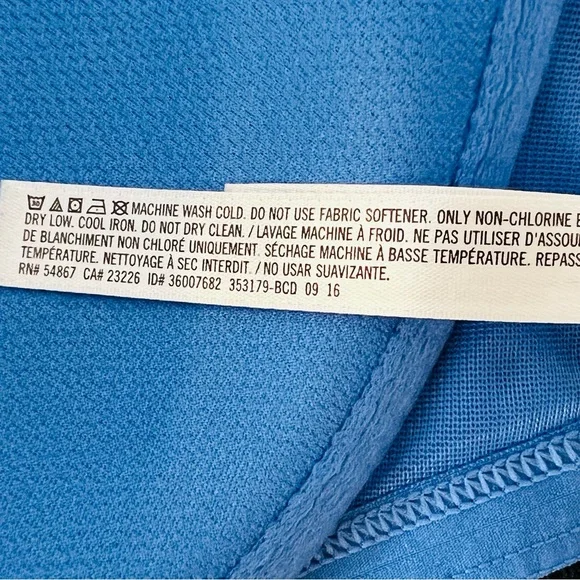 MACHINE WASH COLD. DO NOT USE FABRIC SOFTENER. ONLY NON-CHLORINE
DRY LOW. COOL IRON. DO NOT DRY CLEAN. / LAVAGE MACHINE À FROID. NE PAS UTILISER D'ASSOU
DE BLANCHIMENT NON CHLORÉ UNIQUEMENT. SÉCHAGE MACHINE À BASSE TEMPÉRATURE. REPASS
TEMPÉRATURE. NETTOYAGE À SEC INTERDIT. / NO USAR SUAVIZANTE.
RN# 54867 CA# 23226 ID# 36007682 353179-BCD 09 16